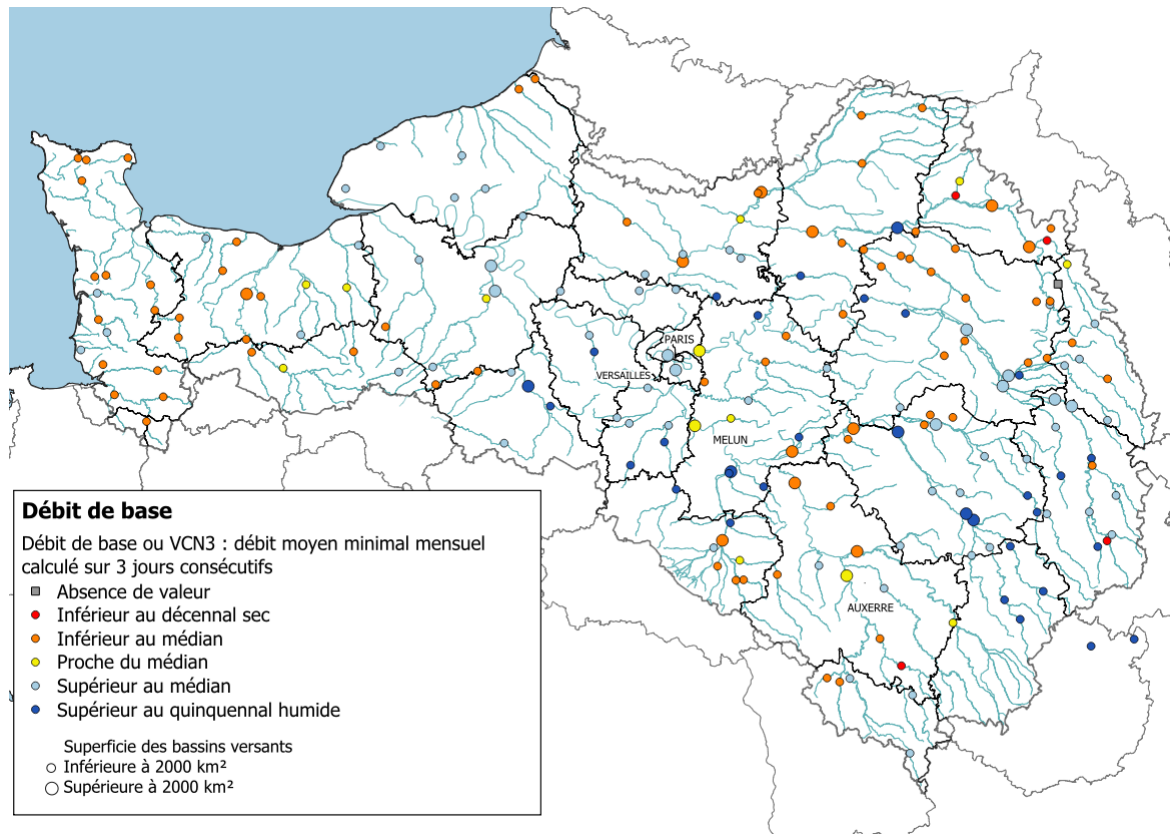 PARIS
VERSAILLES
MELUN
AUXERRE
Débit de base
Débit de base ou VCN3 : débit moyen minimal mensuel
calculé sur 3 jours consécutifs
Absence de valeur
Inférieur au décennal sec
Inférieur au médian
Proche du médian
Supérieur au médian
Supérieur au quinquennal humide
Superficie des bassins versants
Inférieure à 2000 km²
Supérieure à 2000 km²